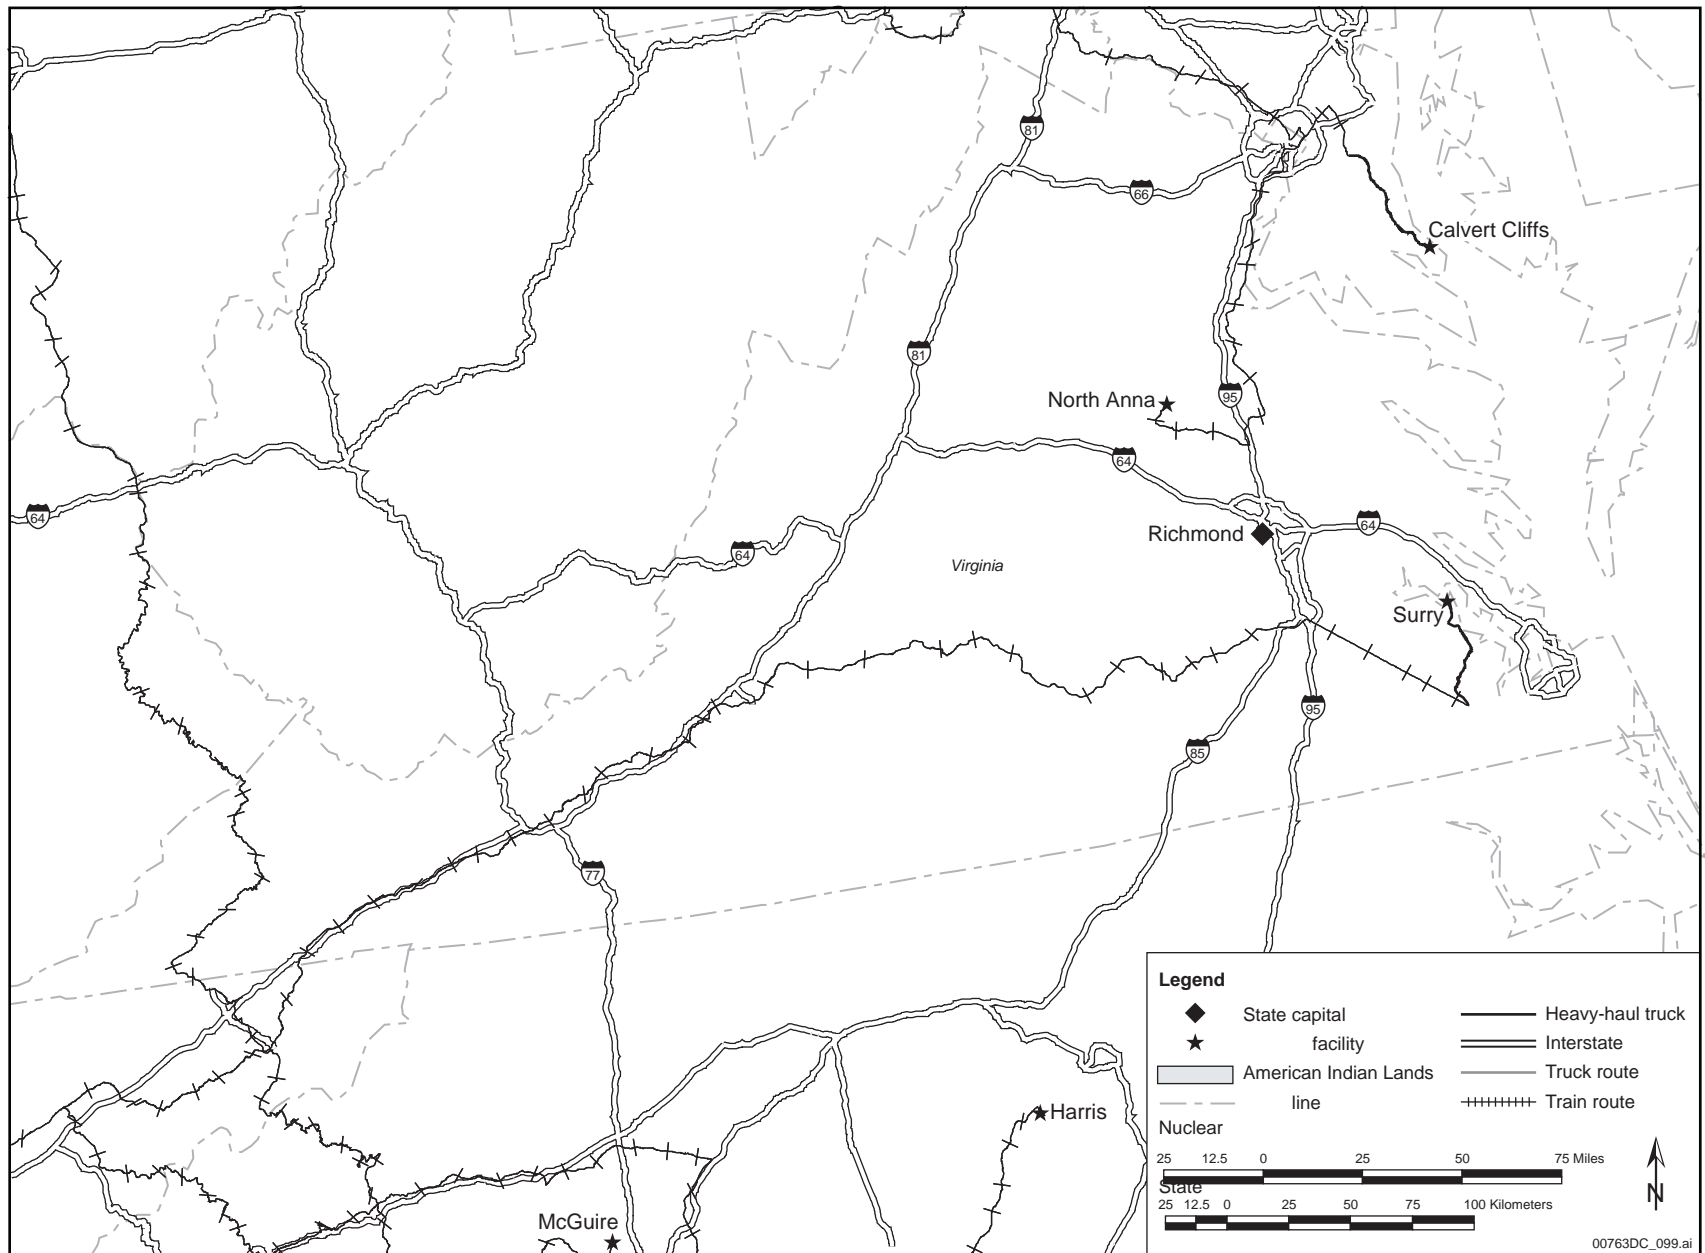 81
66
Calvert Cliffs
81
North Anna
95
64
64
64
Richmond
64
Virginia
Surry
95
85
77
Harris
McGuire
Legend
State capital
facility
American Indian Lands
line
Heavy-haul truck
Interstate
Truck route
Train route
Nuclear
25 12.5 0 25 50 75 Miles
State
25 12.5 0 25 50 75 100 Kilometers
N
00763DC_099.ai